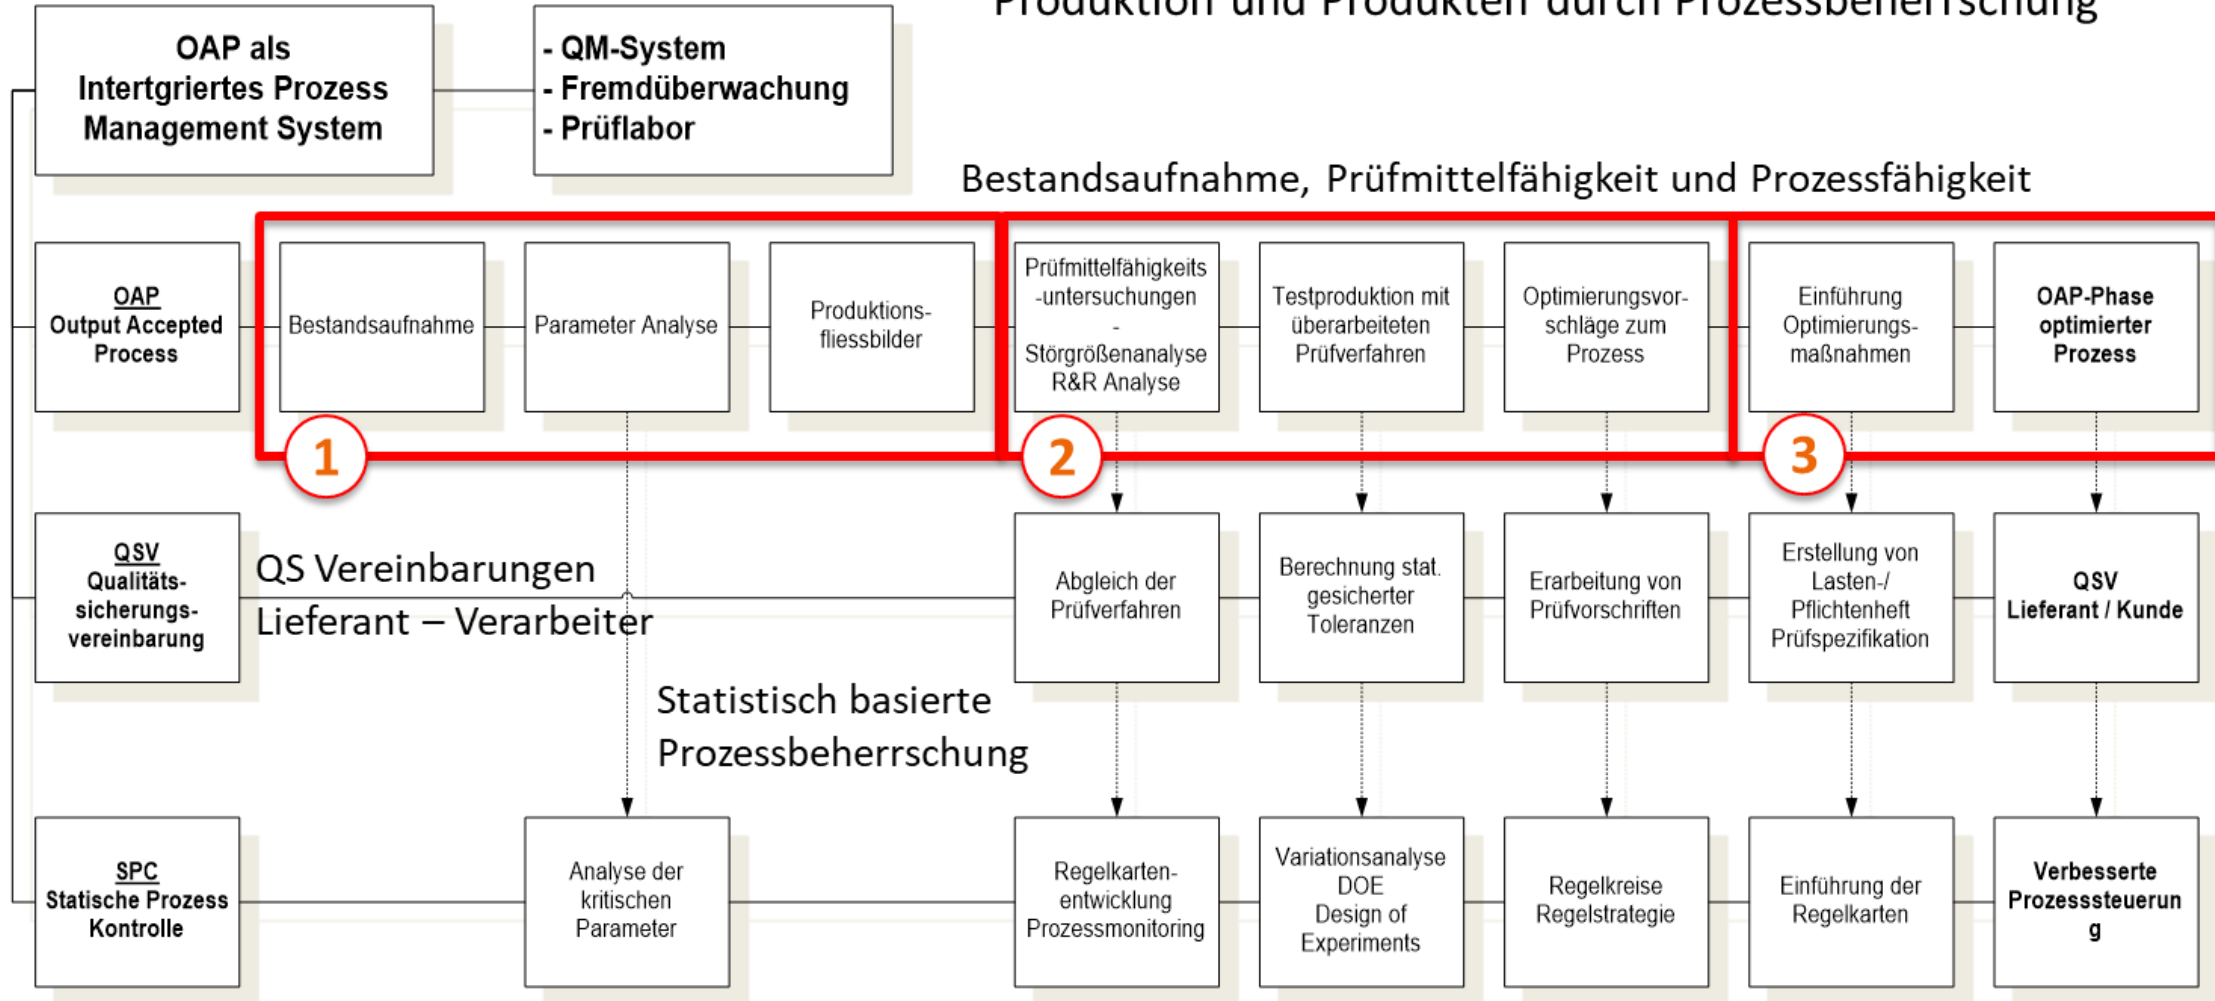 Produktion und Produkten durch Prozessbeherrschung
OAP als
Intertgriertes Prozess
Management System
- QM-System
- Fremdüberwachung
- Prüflabor
Bestandsaufnahme, Prüfmittelfähigkeit und Prozessfähigkeit
OAP
Output Accepted
Process
Bestandsaufnahme
Parameter Analyse
Produktions-
fliessbilder
Prüfmittelfähigkeits
-untersuchungen
-
Störgrößenanalyse
R&R Analyse
Testproduktion mit
überarbeiteten
Prüfverfahren
Optimierungsvor-
schläge zum
Prozess
Einführung
Optimierungs-
maßnahmen
OAP-Phase
optimierter
Prozess
1
2
3
QSV
Qualitäts-
sicherungs-
vereinbarung
QS Vereinbarungen
Lieferant – Verarbeiter
Abgleich der
Prüfverfahren
Berechnung stat.
gesicherter
Toleranzen
Erarbeitung von
Prüfvorschriften
Erstellung von
Lasten-/
Pflichtenheft
Prüfspezifikation
QSV
Lieferant / Kunde
Statistisch basierte
Prozessbeherrschung
SPC
Statische Prozess
Kontrolle
Analyse der
kritischen
Parameter
Regelkarten-
entwicklung
Prozessmonitoring
Variationsanalyse
DOE
Design of
Experiments
Regelkreise
Regelstrategie
Einführung der
Regelkarten
Verbesserte
Prozesssteuerun
g